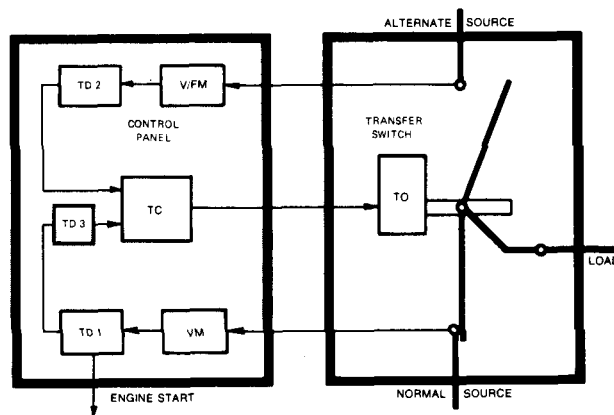 ALTERNATE SOURCE
TD 2
V/FM
CONTROL
PANEL
TRANSFER
SWITCH
TC
TO
TD 3
LOAD
TD 1
VM
ENGINE START
NORMAL SOURCE